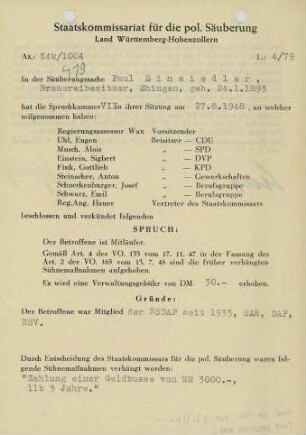 Staatskommissariat für die pol. Säuberung
Land Württemberg-Hohenzollern
Az.: 24k/1004
L: 4/79
479
In der Säuberungssache Paul Einsiedler,
Brauereibesitzer, Ehingen, geb. 24.1.1893
hat die Spruchkammer VII in ihrer Sitzung am 27.8.1948, an welcher
teilgenommen haben:
Regierungsassessor Wax Vorsitzender
Uhl, Eugen Beisitzer — CDU
Musch, Alois „ — SPD
Einstein, Sigbert „ — DVP
Fink, Gottlieb „ — KPD
Steinacher, Anton „ — Gewerkschaften
Schneckenburger, Josef „ — Berufsgruppe
Schwarz, Emil „ — Berufsgruppe
Reg.Ang. Hauer Vertreter des Staatskommissars
beschlossen und verkündet folgenden
SPRUCH:
Der Betroffene ist Mitläufer.
Gemäß Art. 4 der VO. 133 vom 17. 11. 47 in der Fassung des
Art. 2 der VO. 165 vom 13. 7. 48 sind die früher verhängten
Sühnemaßnahmen aufgehoben.
Es wird eine Verwaltungsgebühr von DM 30.— erhoben.
Gründe:
Der Betroffene war Mitglied der NSDAP seit 1933, SAR, DAF,
NSV.
Durch Entscheidung des Staatskommissars für die pol. Säuberung waren fol-
gende Sühnemaßnahmen verhängt worden:
"Zahlung einer Geldbusse von RM 3000.-,
11b 3 Jahre."